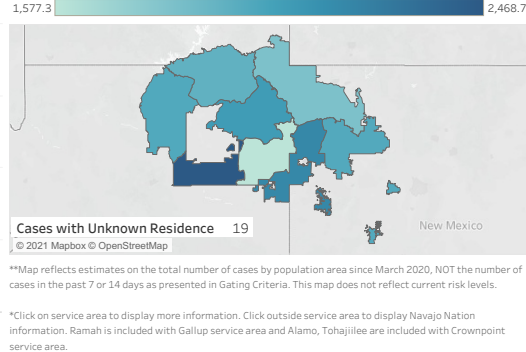 1,577.3 2,468.7
New Mexico
Cases with Unknown Residence 19
© 2021 Mapbox © OpenStreetMap
**Map reflects estimates on the total number of cases by population area since March 2020, NOT the number of
cases in the past 7 or 14 days as presented in Gating Criteria. This map does not reflect current risk levels.
*Click on service area to display more information. Click outside service area to display Navajo Nation
information. Ramah is included with Gallup service area and Alamo, Tohajiilee are included with Crownpoint
service area.